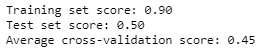 Training set score: 0.90
Test set score: 0.50
Average cross-validation score: 0.45